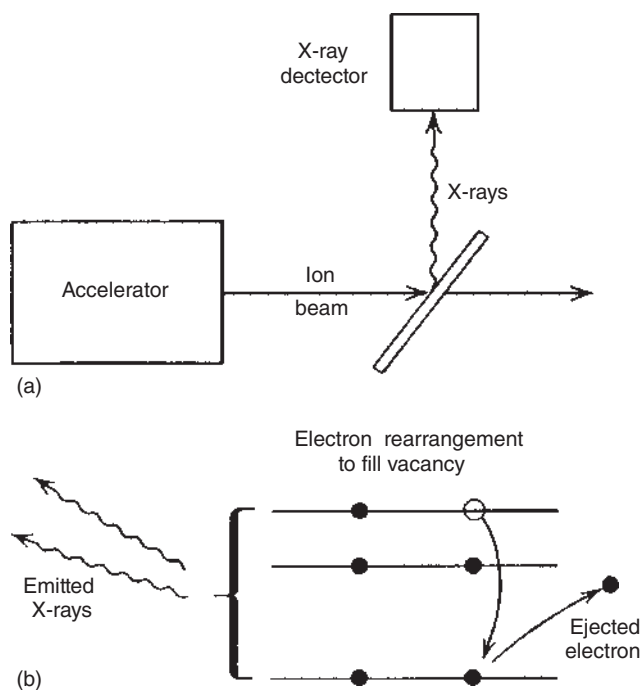 X-ray
dectector
X-rays
Accelerator
Ion
beam
(a)
Electron rearrangement
to fill vacancy
Emitted
X-rays
Ejected
electron
(b)